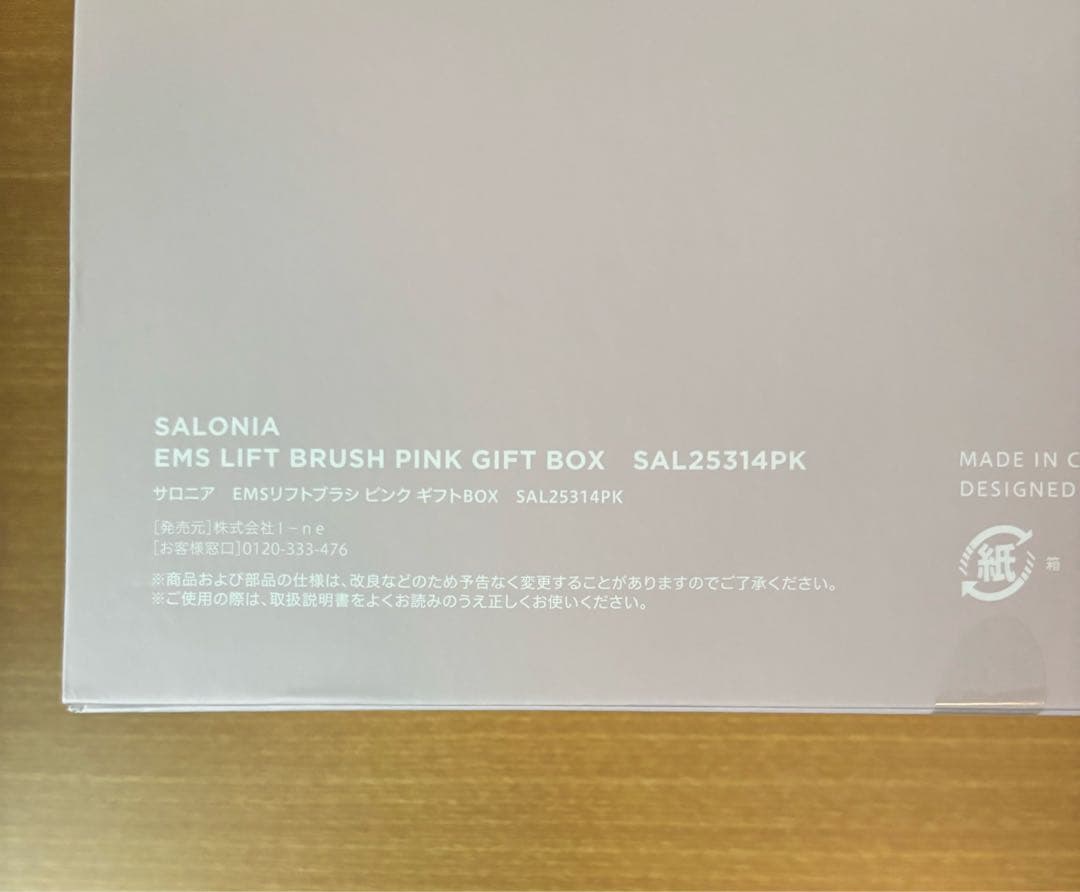 SALONIA
EMS LIFT BRUSH PINK GIFT BOX SAL25314PK
サロニア EMSリフトブラシ ピンク ギフトBOX SAL25314PK
[発売元]株式会社I-ne
[お客様窓口]0120-333-476
※商品および部品の仕様は、改良などのため予告なく変更することがありますのでご了承ください。
※ご使用の際は、取扱説明書をよくお読みのうえ正しくお使いください。
MADE IN C
DESIGNED
紙 箱